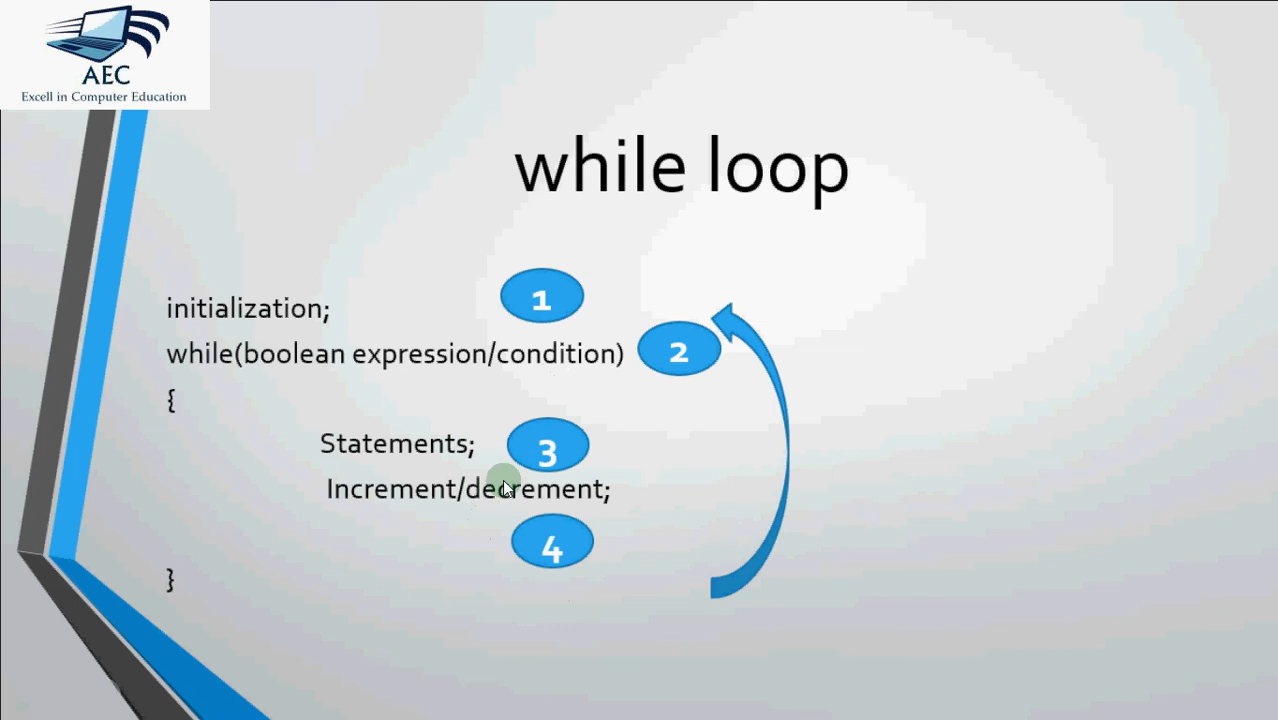 AEC
Excell in Computer Education
while loop
initialization; 1
while(boolean expression/condition) 2
{
Statements; 3
Increment/decrement;
4
}